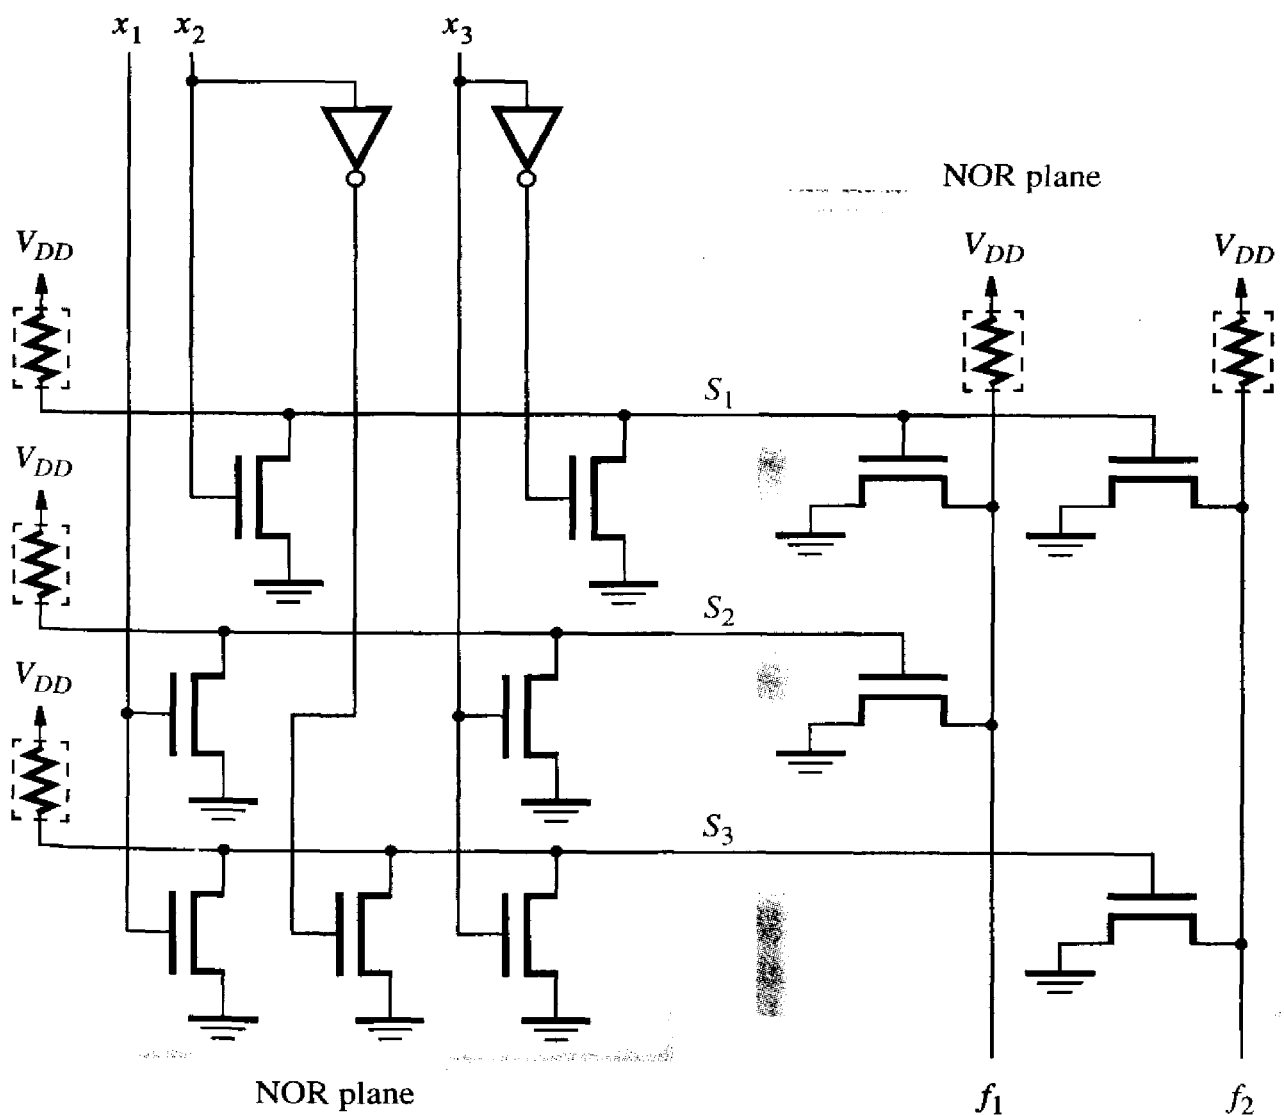 x1 x2 x3
NOR plane
VDD VDD VDD
S1
VDD
S2
VDD
S3
NOR plane
f1 f2